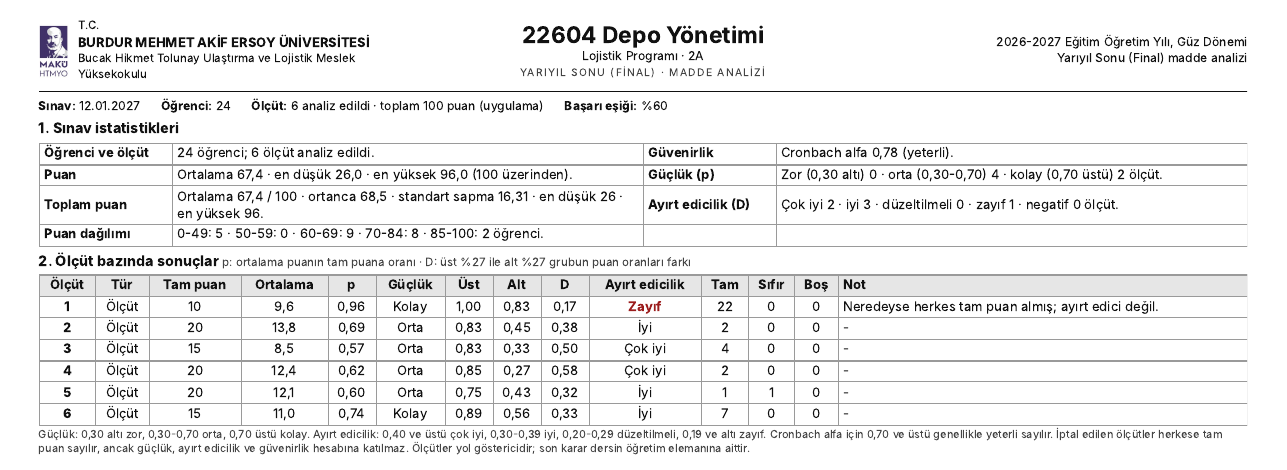 T.C.
BURDUR MEHMET AKİF ERSOY ÜNİVERSİTESİ
Bucak Hikmet Tolunay Ulaştırma ve Lojistik Meslek
Yüksekokulu
MAKÜ
HTMYO
22604 Depo Yönetimi
Lojistik Programı · 2A
YARIYIL SONU (FİNAL) · MADDE ANALİZİ
2026-2027 Eğitim Öğretim Yılı, Güz Dönemi
Yarıyıl Sonu (Final) madde analizi
Sınav: 12.01.2027 Öğrenci: 24 Ölçüt: 6 analiz edildi · toplam 100 puan (uygulama) Başarı eşiği: %60
1. Sınav istatistikleri
Öğrenci ve ölçüt 24 öğrenci; 6 ölçüt analiz edildi. Güvenirlik Cronbach alfa 0,78 (yeterli).
Puan Ortalama 67,4 · en düşük 26,0 · en yüksek 96,0 (100 üzerinden). Güçlük (p) Zor (0,30 altı) 0 · orta (0,30-0,70) 4 · kolay (0,70 üstü) 2 ölçüt.
Toplam puan Ortalama 67,4 / 100 · ortanca 68,5 · standart sapma 16,31 · en düşük 26 · en yüksek 96. Ayırt edicilik (D) Çok iyi 2 · iyi 3 · düzeltilmeli 0 · zayıf 1 · negatif 0 ölçüt.
Puan dağılımı 0-49: 5 · 50-59: 0 · 60-69: 9 · 70-84: 8 · 85-100: 2 öğrenci.
2. Ölçüt bazında sonuçlar p: ortalama puanın tam puana oranı · D: üst %27 ile alt %27 grubun puan oranları farkı
Ölçüt Tür Tam puan Ortalama p Güçlük Üst Alt D Ayırt edicilik Tam Sıfır Boş Not
1 Ölçüt 10 9,6 0,96 Kolay 1,00 0,83 0,17 Zayıf 22 0 0 Neredeyse herkes tam puan almış; ayırt edici değil.
2 Ölçüt 20 13,8 0,69 Orta 0,83 0,45 0,38 İyi 2 0 0 -
3 Ölçüt 15 8,5 0,57 Orta 0,83 0,33 0,50 Çok iyi 4 0 0 -
4 Ölçüt 20 12,4 0,62 Orta 0,85 0,27 0,58 Çok iyi 2 0 0 -
5 Ölçüt 20 12,1 0,60 Orta 0,75 0,43 0,32 İyi 1 1 0 -
6 Ölçüt 15 11,0 0,74 Kolay 0,89 0,56 0,33 İyi 7 0 0 -
Güçlük: 0,30 altı zor, 0,30-0,70 orta, 0,70 üstü kolay. Ayırt edicilik: 0,40 ve üstü çok iyi, 0,30-0,39 iyi, 0,20-0,29 düzeltilmeli, 0,19 ve altı zayıf. Cronbach alfa için 0,70 ve üstü genellikle yeterli sayılır. İptal edilen ölçütler herkese tam
puan sayılır, ancak güçlük, ayırt edicilik ve güvenirlik hesabına katılmaz. Ölçütler yol göstericidir; son karar dersin öğretim elemanına aittir.